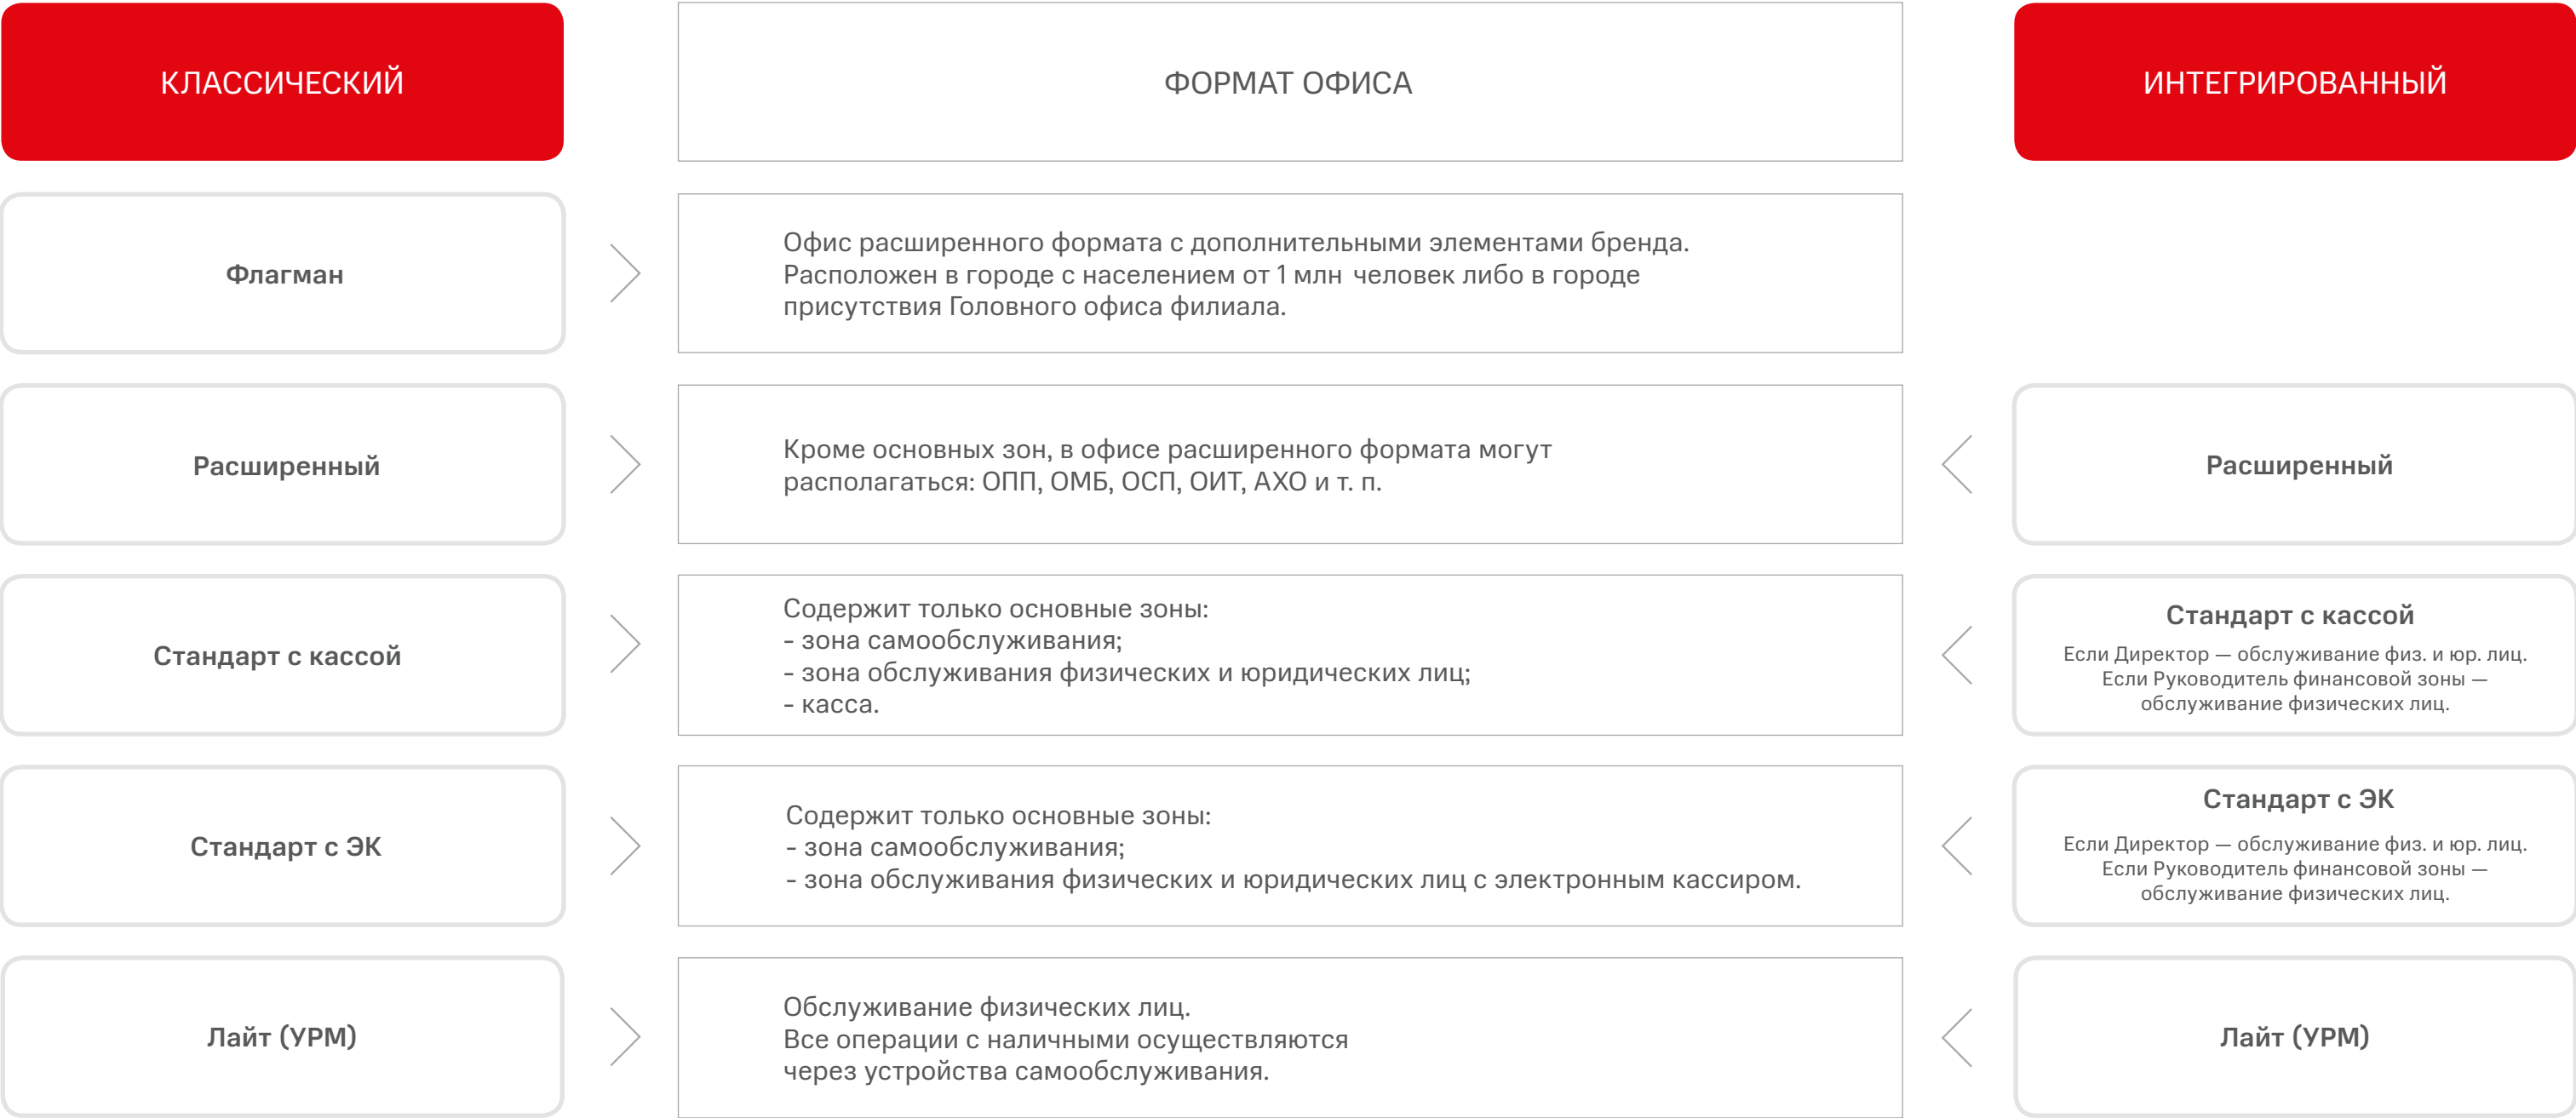 КЛАССИЧЕСКИЙ
ФОРМАТ ОФИСА
ИНТЕГРИРОВАННЫЙ
Флагман
Офис расширенного формата с дополнительными элементами бренда.
Расположен в городе с населением от 1 млн человек либо в городе
присутствия Головного офиса филиала.
Расширенный
Кроме основных зон, в офисе расширенного формата могут
располагаться: ОПП, ОМБ, ОСП, ОИТ, АХО и т. п.
Расширенный
Стандарт с кассой
Содержит только основные зоны:
- зона самообслуживания;
- зона обслуживания физических и юридических лиц;
- касса.
Стандарт с кассой
Если Директор — обслуживание физ. и юр. лиц.
Если Руководитель финансовой зоны —
обслуживание физических лиц.
Стандарт с ЭК
Содержит только основные зоны:
- зона самообслуживания;
- зона обслуживания физических и юридических лиц с электронным кассиром.
Стандарт с ЭК
Если Директор — обслуживание физ. и юр. лиц.
Если Руководитель финансовой зоны —
обслуживание физических лиц.
Лайт (УРМ)
Обслуживание физических лиц.
Все операции с наличными осуществляются
через устройства самообслуживания.
Лайт (УРМ)